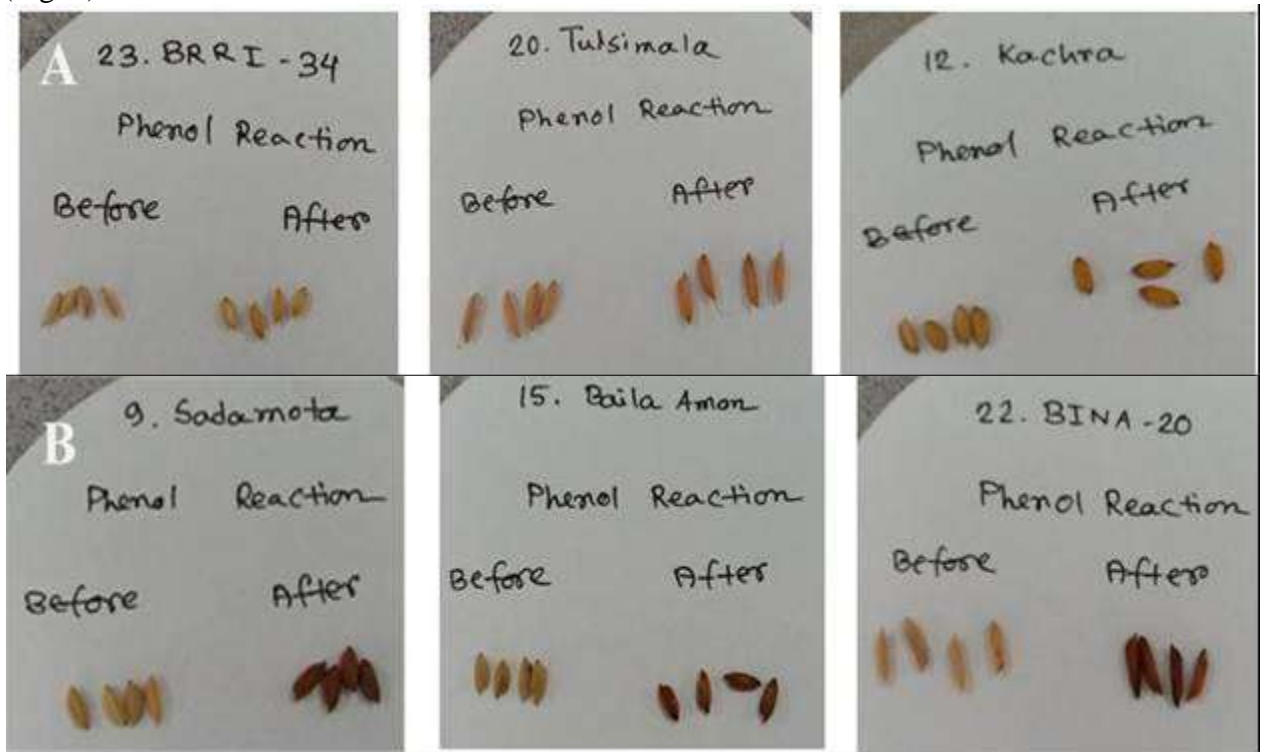 A
23. BRRI - 34
Phenol Reaction
Before After
20. Tulsimala
Phenol Reaction
Before After
12. Kachra
Phenol Reaction
Before After
B
9. Sadamota
Phenol Reaction
Before After
15. Baila Amon
Phenol Reaction
Before After
22. BINA - 20
Phenol Reaction
Before After